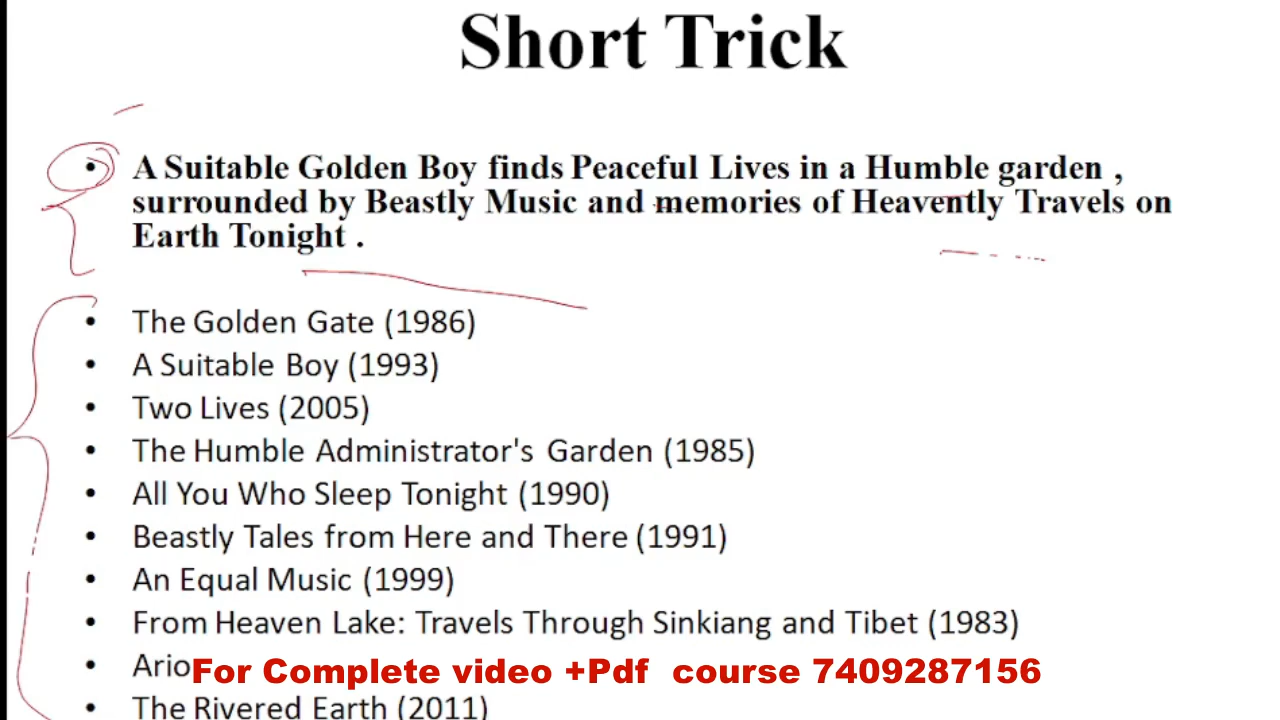 Short Trick
• A Suitable Golden Boy finds Peaceful Lives in a Humble garden ,
surrounded by Beastly Music and memories of Heavently Travels on
Earth Tonight .
• The Golden Gate (1986)
• A Suitable Boy (1993)
• Two Lives (2005)
• The Humble Administrator's Garden (1985)
• All You Who Sleep Tonight (1990)
• Beastly Tales from Here and There (1991)
• An Equal Music (1999)
• From Heaven Lake: Travels Through Sinkiang and Tibet (1983)
• Ario
For Complete video +Pdf course 7409287156
• The Rivered Earth (2011)